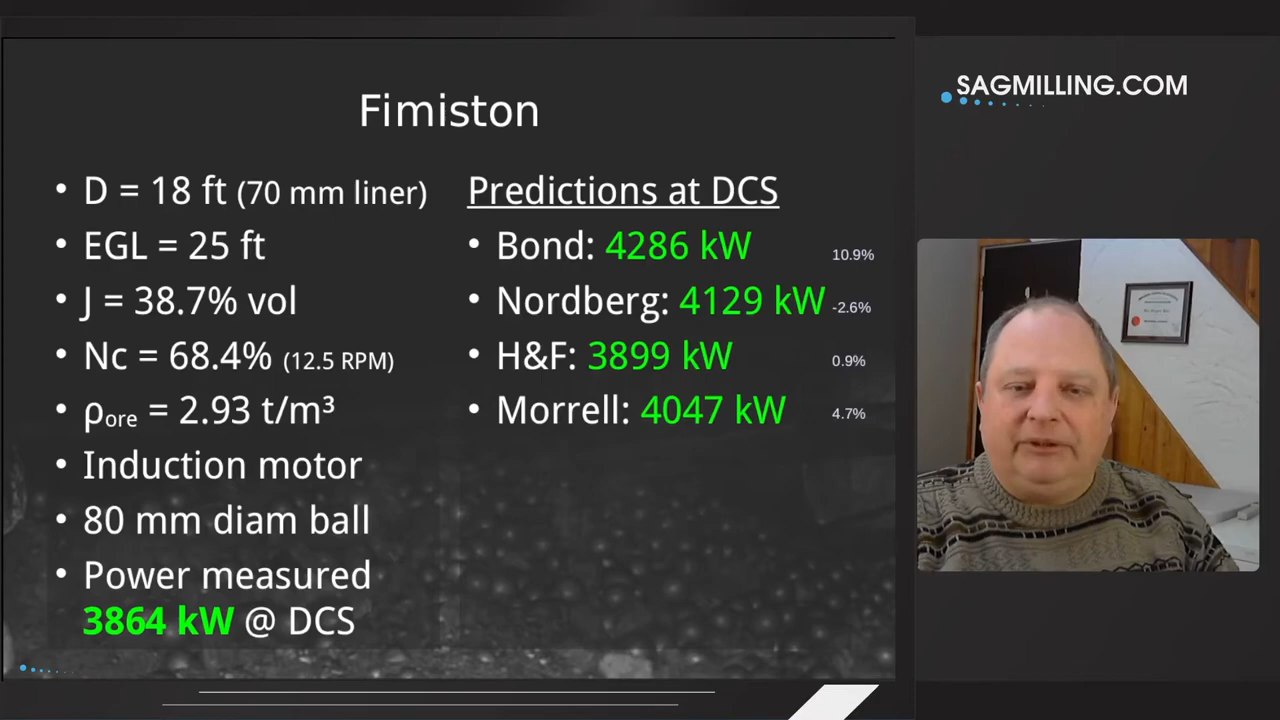 SAGMILLING.COM
Fimiston
• D = 18 ft (70 mm liner)
• EGL = 25 ft
• J = 38.7% vol
• Nc = 68.4% (12.5 RPM)
• ρore = 2.93 t/m³
• Induction motor
• 80 mm diam ball
• Power measured
3864 kW @ DCS
Predictions at DCS
• Bond: 4286 kW 10.9%
• Nordberg: 4129 kW -2.6%
• H&F: 3899 kW 0.9%
• Morrell: 4047 kW 4.7%